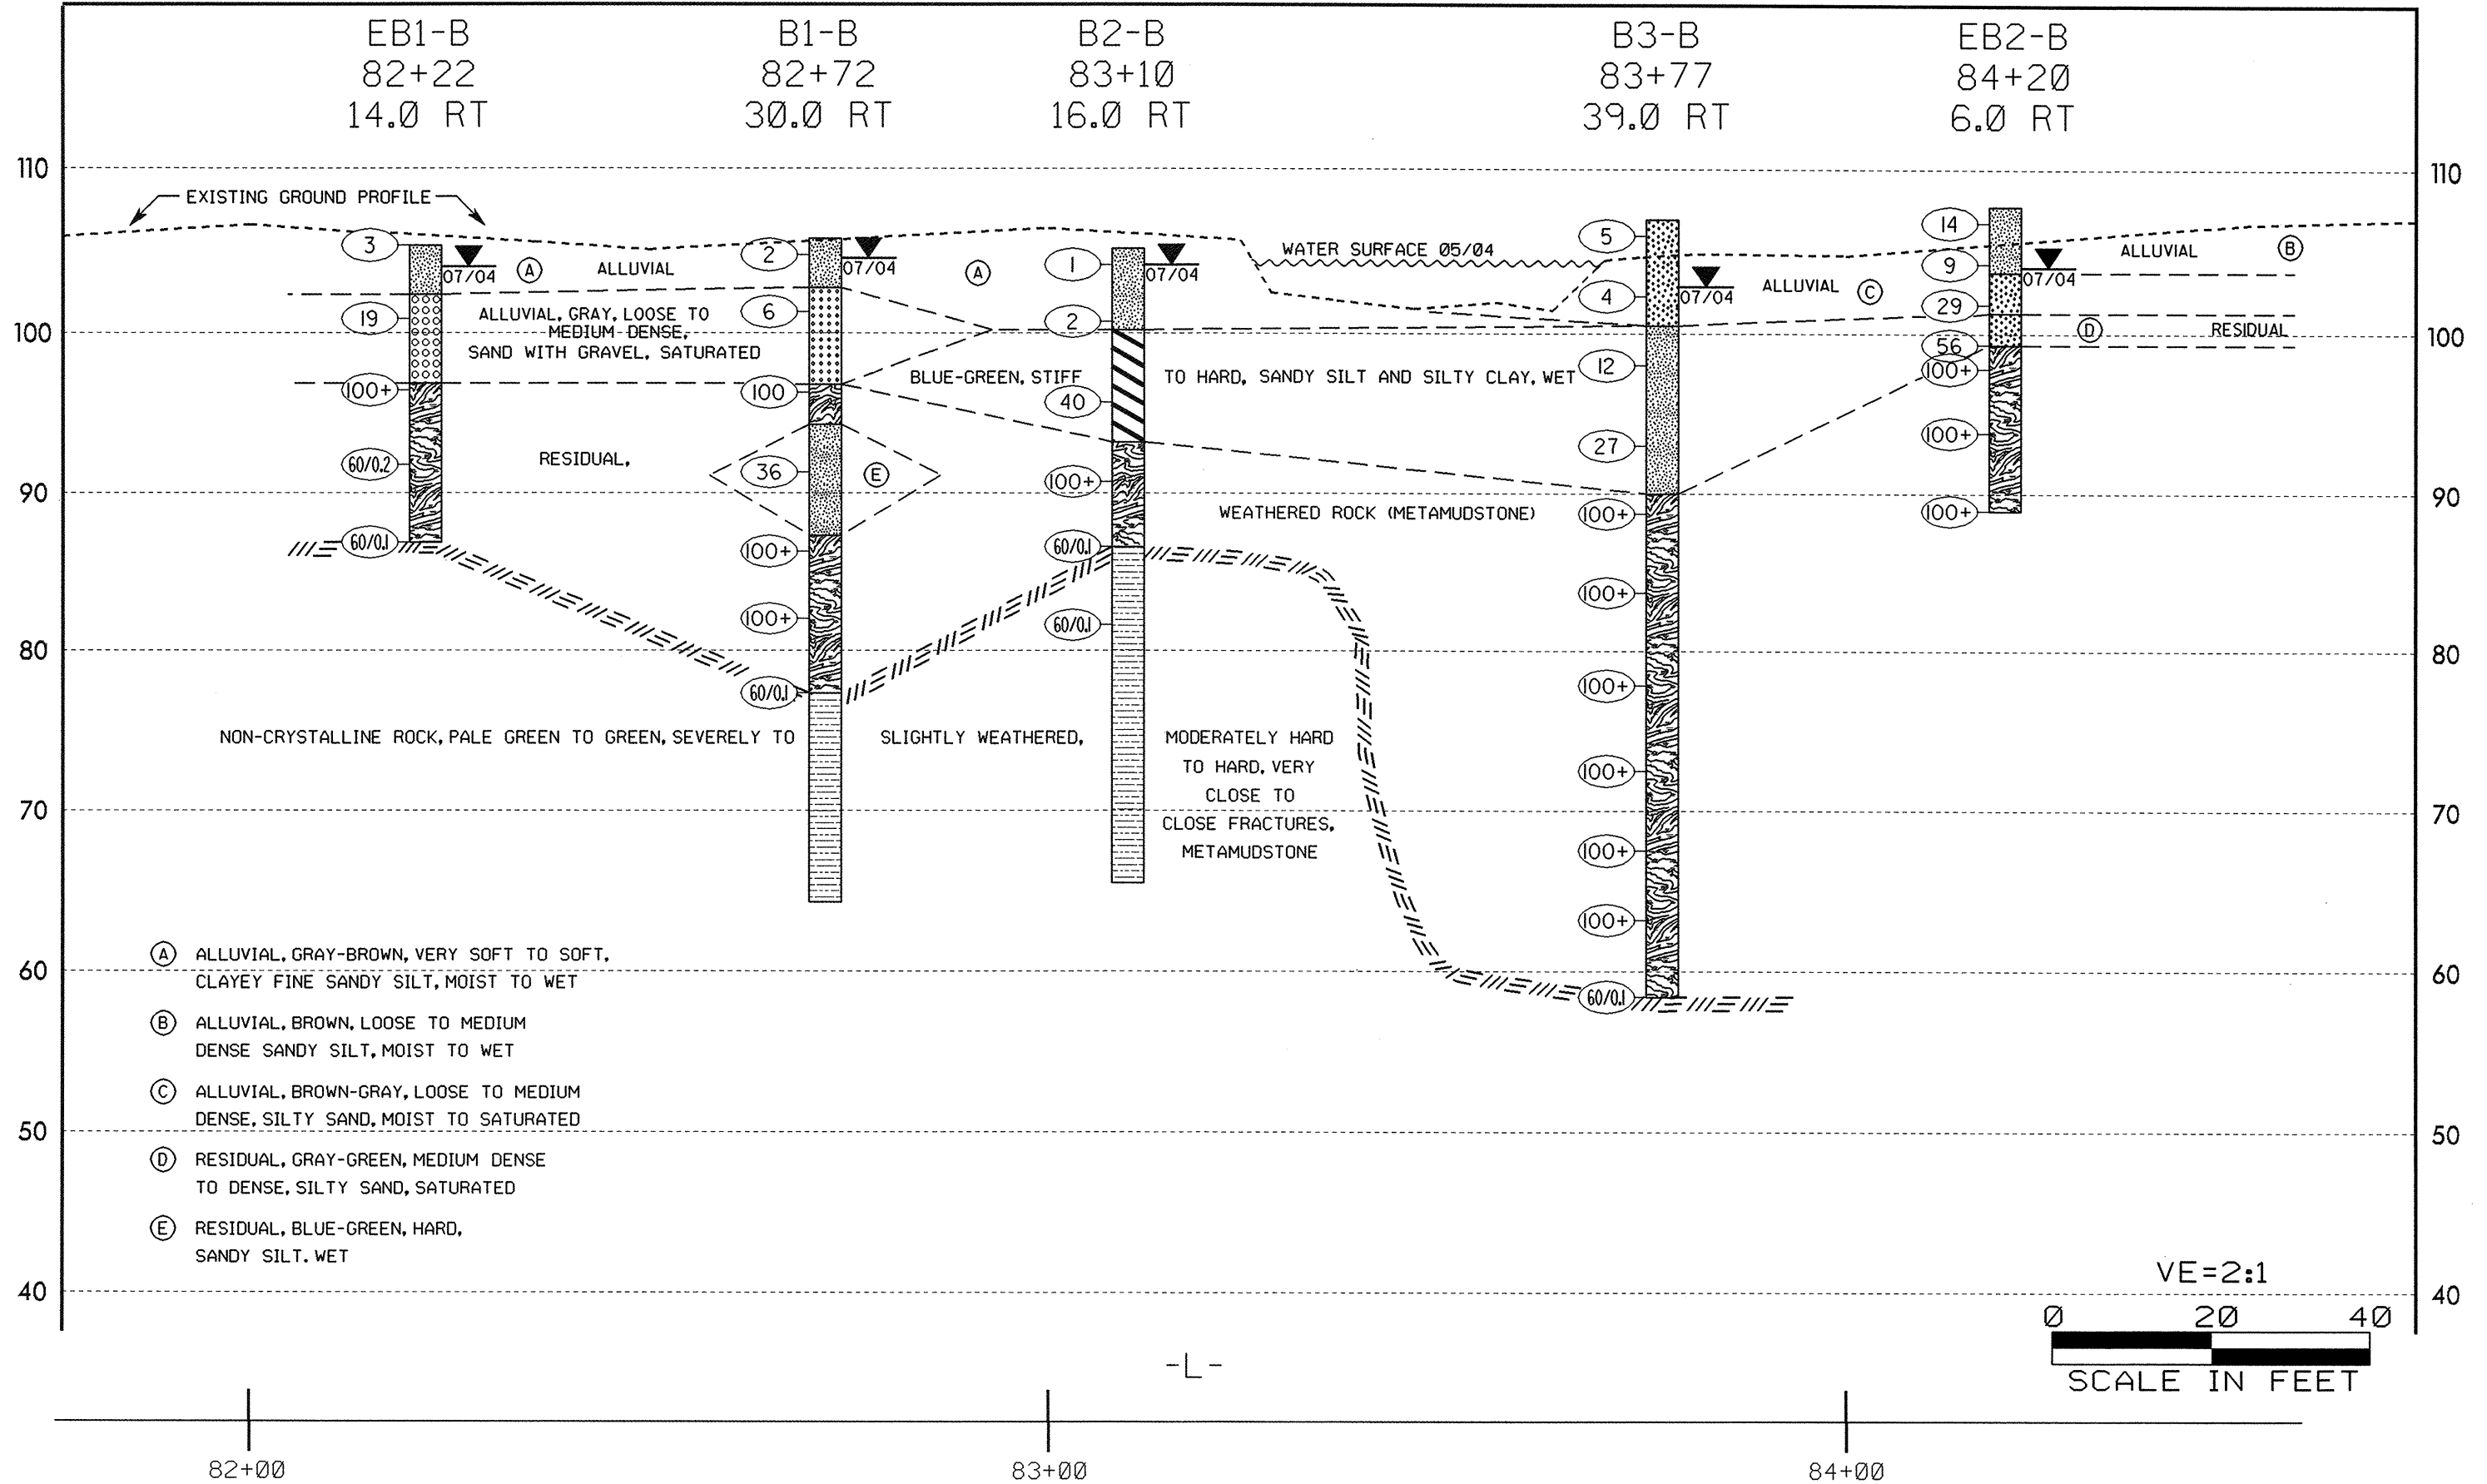 EB1-B
82+22
14.0 RT
B1-B
82+72
30.0 RT
B2-B
83+10
16.0 RT
B3-B
83+77
39.0 RT
EB2-B
84+20
6.0 RT
110
110
100
100
90
90
80
80
70
70
60
60
50
50
40
40
EXISTING GROUND PROFILE
WATER SURFACE 05/04
3
19
100+
60/0.2
60/0.1
07/04
A
ALLUVIAL
ALLUVIAL, GRAY, LOOSE TO
MEDIUM DENSE,
SAND WITH GRAVEL, SATURATED
RESIDUAL,
2
6
100
36
100+
100+
60/0.1
07/04
A
E
1
2
40
100+
60/0.1
60/0.1
07/04
BLUE-GREEN, STIFF TO HARD, SANDY SILT AND SILTY CLAY, WET
WEATHERED ROCK (METAMUDSTONE)
5
4
12
27
100+
100+
100+
100+
100+
100+
60/0.1
07/04
ALLUVIAL C
14
9
29
56
100+
100+
100+
07/04
ALLUVIAL B
D RESIDUAL
NON-CRYSTALLINE ROCK, PALE GREEN TO GREEN, SEVERELY TO SLIGHTLY WEATHERED, MODERATELY HARD
TO HARD, VERY
CLOSE TO
CLOSE FRACTURES,
METAMUDSTONE
A ALLUVIAL, GRAY-BROWN, VERY SOFT TO SOFT,
CLAYEY FINE SANDY SILT, MOIST TO WET
B ALLUVIAL, BROWN, LOOSE TO MEDIUM
DENSE SANDY SILT, MOIST TO WET
C ALLUVIAL, BROWN-GRAY, LOOSE TO MEDIUM
DENSE, SILTY SAND, MOIST TO SATURATED
D RESIDUAL, GRAY-GREEN, MEDIUM DENSE
TO DENSE, SILTY SAND, SATURATED
E RESIDUAL, BLUE-GREEN, HARD,
SANDY SILT. WET
VE=2:1
0 20 40
SCALE IN FEET
-L-
82+00
83+00
84+00